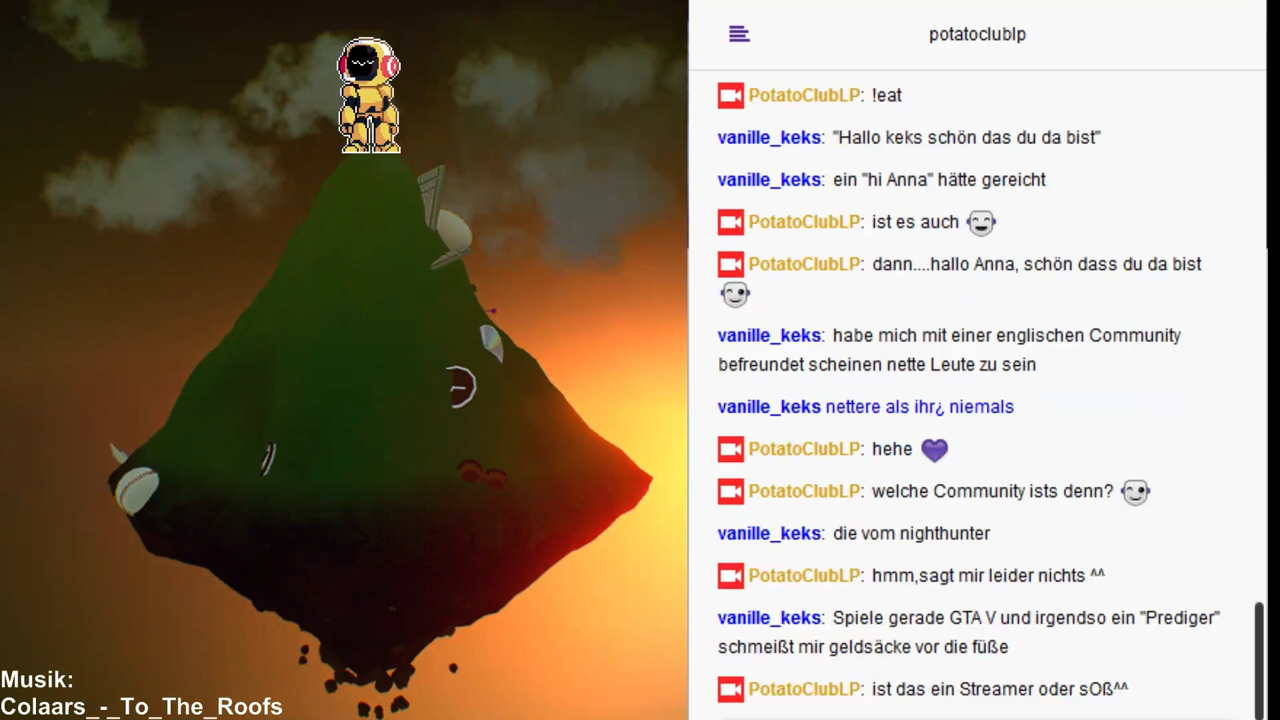 potatoclublp
PotatoClubLP: !eat
vanille_keks: "Hallo keks schön das du da bist"
vanille_keks: ein "hi Anna" hätte gereicht
PotatoClubLP: ist es auch
PotatoClubLP: dann....hallo Anna, schön dass du da bist
vanille_keks: habe mich mit einer englischen Community
befreundet scheinen nette Leute zu sein
vanille_keks nettere als ihr¿ niemals
PotatoClubLP: hehe
PotatoClubLP: welche Community ists denn?
vanille_keks: die vom nighthunter
PotatoClubLP: hmm,sagt mir leider nichts ^^
vanille_keks: Spiele gerade GTA V und irgendso ein "Prediger"
schmeißt mir geldsäcke vor die füße
PotatoClubLP: ist das ein Streamer oder sOß^^
Musik:
Colaars_-_To_The_Roofs